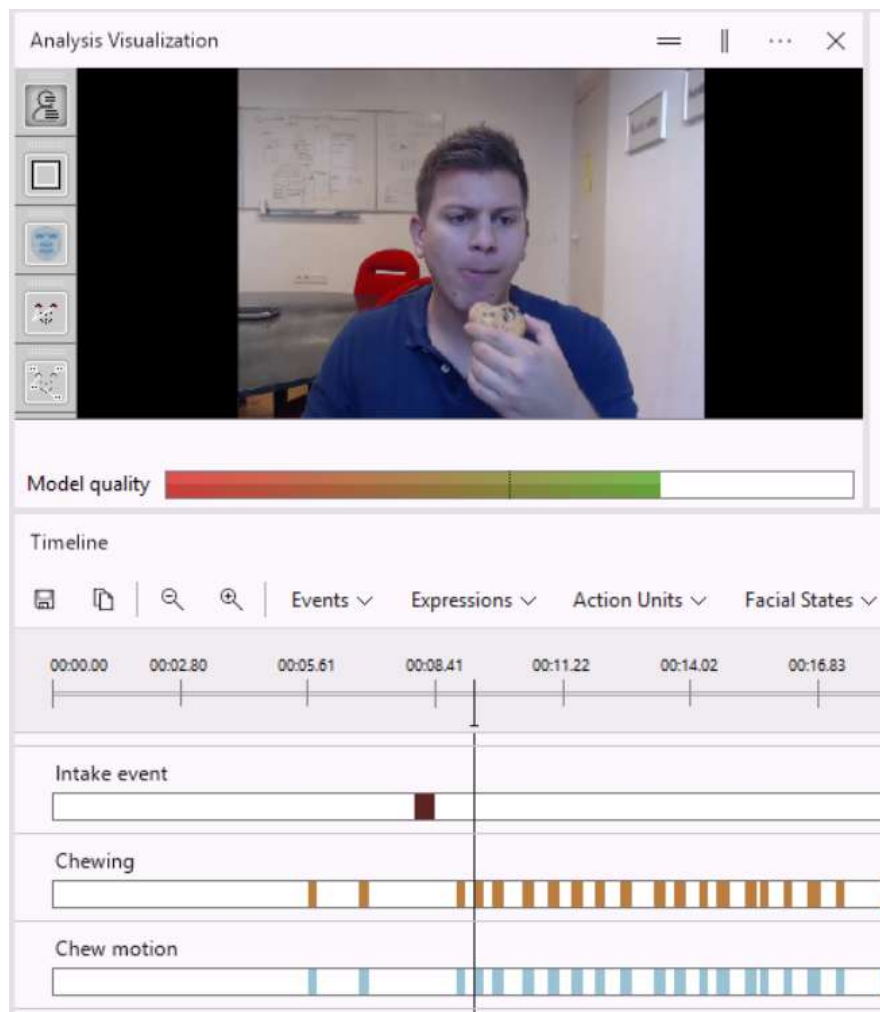 Analysis Visualization
Model quality
Timeline
Events Expressions Action Units Facial States
00:00.00 00:02.80 00:05.61 00:08.41 00:11.22 00:14.02 00:16.83
Intake event
Chewing
Chew motion